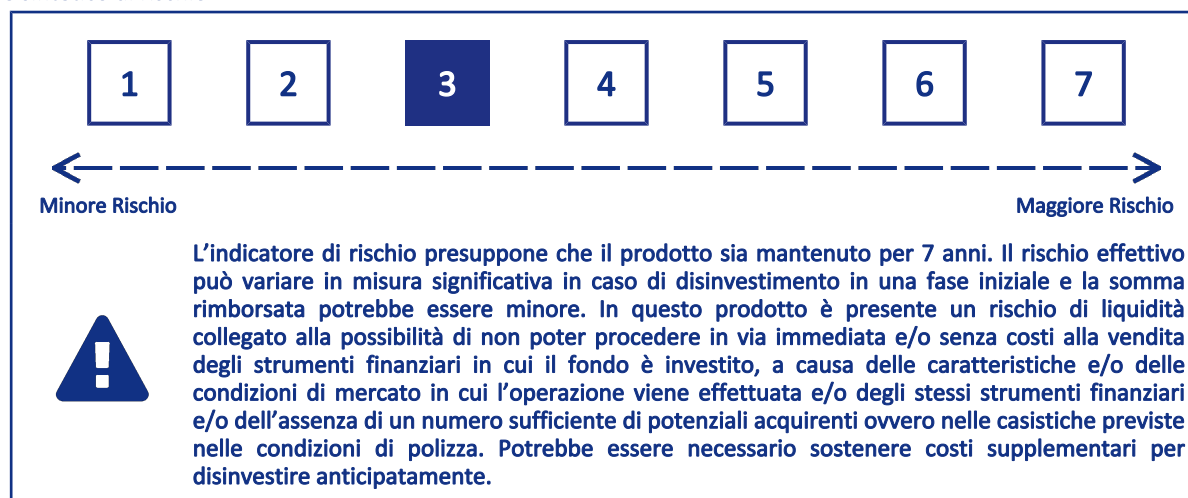 1 2 3 4 5 6 7
Minore Rischio Maggiore Rischio
L'indicatore di rischio presuppone che il prodotto sia mantenuto per 7 anni. Il rischio effettivo
può variare in misura significativa in caso di disinvestimento in una fase iniziale e la somma
rimborsata potrebbe essere minore. In questo prodotto è presente un rischio di liquidità
collegato alla possibilità di non poter procedere in via immediata e/o senza costi alla vendita
degli strumenti finanziari in cui il fondo è investito, a causa delle caratteristiche e/o delle
condizioni di mercato in cui l'operazione viene effettuata e/o degli stessi strumenti finanziari
e/o dell'assenza di un numero sufficiente di potenziali acquirenti ovvero nelle casistiche previste
nelle condizioni di polizza. Potrebbe essere necessario sostenere costi supplementari per
disinvestire anticipatamente.